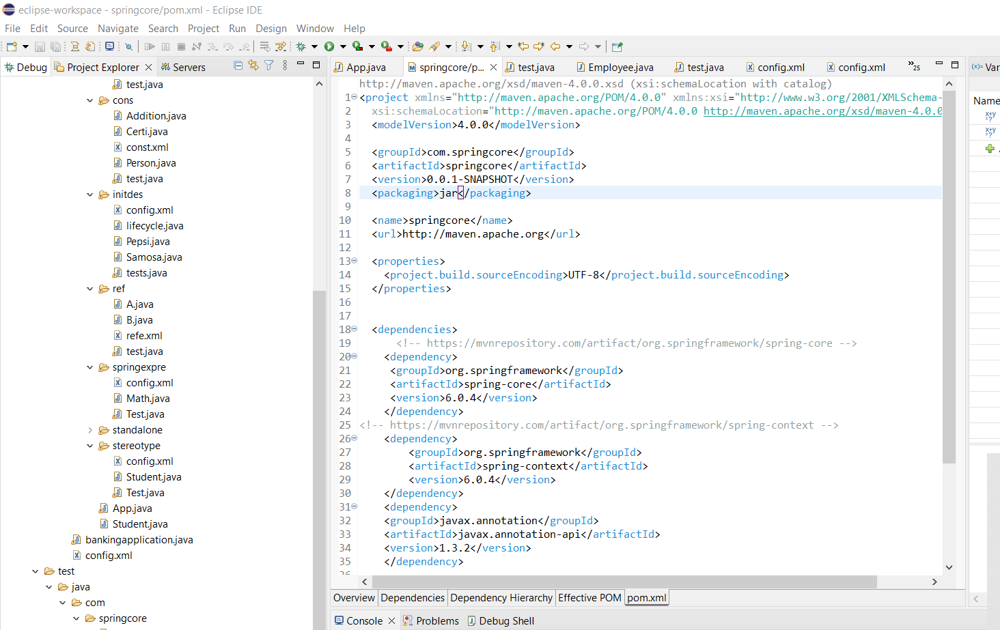 eclipse-workspace - springcore/pom.xml - Eclipse IDE
File Edit Source Navigate Search Project Run Design Window Help
Debug Project Explorer Servers
App.java springcore/p... test.java Employee.java test.java config.xml config.xml 25 (x)= Var
test.java
cons
Addition.java
Certi.java
const.xml
Person.java
test.java
initdes
config.xml
lifecycle.java
Pepsi.java
Samosa.java
tests.java
ref
A.java
B.java
refe.xml
test.java
springexpre
config.xml
Math.java
Test.java
standalone
stereotype
config.xml
Student.java
Test.java
App.java
Student.java
bankingapplication.java
config.xml
test
java
com
springcore
http://maven.apache.org/xsd/maven-4.0.0.xsd (xsi:schemaLocation with catalog)
1 <project xmlns="http://maven.apache.org/POM/4.0.0" xmlns:xsi="http://www.w3.org/2001/XMLSchema-
2 xsi:schemaLocation="http://maven.apache.org/POM/4.0.0 http://maven.apache.org/xsd/maven-4.0.0
3 <modelVersion>4.0.0</modelVersion>
4
5 <groupId>com.springcore</groupId>
6 <artifactId>springcore</artifactId>
7 <version>0.0.1-SNAPSHOT</version>
8 <packaging>jar</packaging>
9
10 <name>springcore</name>
11 <url>http://maven.apache.org</url>
12
13 <properties>
14 <project.build.sourceEncoding>UTF-8</project.build.sourceEncoding>
15 </properties>
16
17
18 <dependencies>
19 <!-- https://mvnrepository.com/artifact/org.springframework/spring-core -->
20 <dependency>
21 <groupId>org.springframework</groupId>
22 <artifactId>spring-core</artifactId>
23 <version>6.0.4</version>
24 </dependency>
25 <!-- https://mvnrepository.com/artifact/org.springframework/spring-context -->
26 <dependency>
27 <groupId>org.springframework</groupId>
28 <artifactId>spring-context</artifactId>
29 <version>6.0.4</version>
30 </dependency>
31 <dependency>
32 <groupId>javax.annotation</groupId>
33 <artifactId>javax.annotation-api</artifactId>
34 <version>1.3.2</version>
35 </dependency>
Name
Overview Dependencies Dependency Hierarchy Effective POM pom.xml
Console Problems Debug Shell